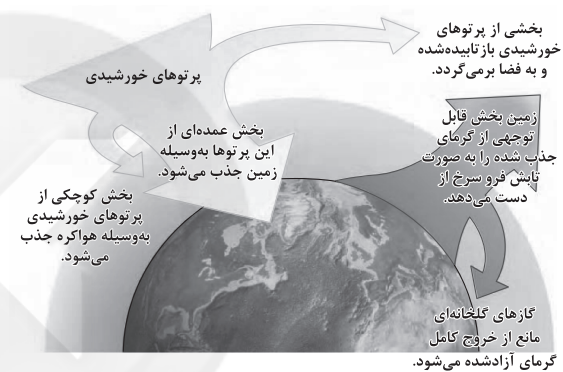 بخشی از پرتوهای
خورشیدی بازتابیده‌شده
و به فضا برمی‌گردد.
پرتوهای خورشیدی
زمین بخش قابل
توجهی از گرمای
جذب شده را به صورت
تابش فرو سرخ از
دست می‌دهد.
بخش عمده‌ای از
این پرتوها به‌وسیله
زمین جذب می‌شود.
بخش کوچکی از
پرتوهای خورشیدی
به‌وسیله هواکره جذب
می‌شود.
گازهای گلخانه‌ای
مانع از خروج کامل
گرمای آزادشده می‌شود.